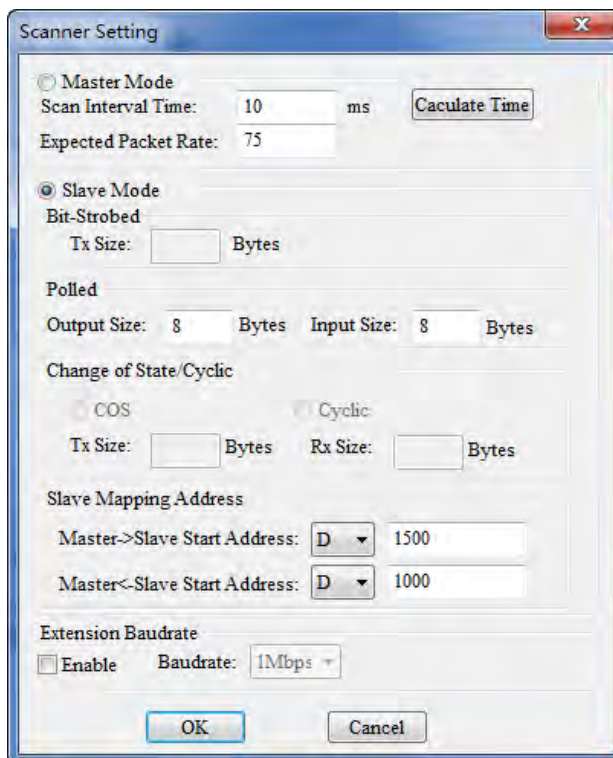 Scanner Setting
Master Mode
Scan Interval Time: 10 ms Caculate Time
Expected Packet Rate: 75
Slave Mode
Bit-Strobed
Tx Size: Bytes
Polled
Output Size: 8 Bytes Input Size: 8 Bytes
Change of State/Cyclic
COS Cyclic
Tx Size: Bytes Rx Size: Bytes
Slave Mapping Address
Master->Slave Start Address: D 1500
Master<-Slave Start Address: D 1000
Extension Baudrate
Enable Baudrate: 1Mbps
OK Cancel